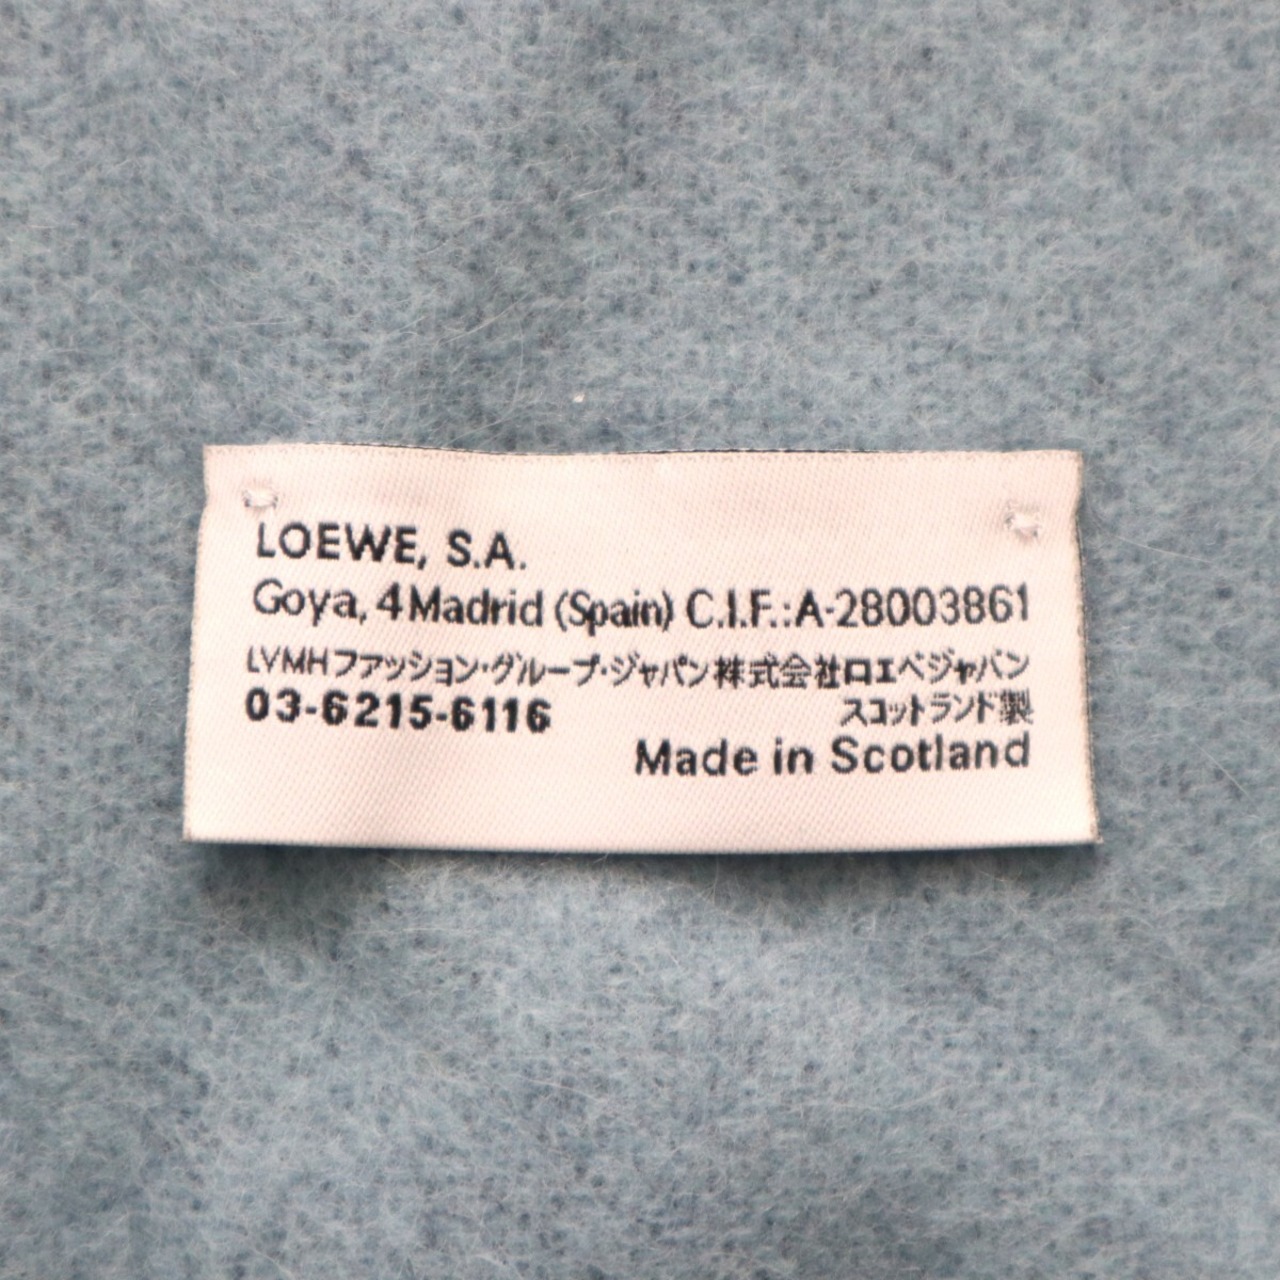 LOEWE, S.A.
Goya, 4 Madrid (Spain) C.I.F.:A-28003861
LVMHファッション・グループ・ジャパン株式会社ロエベジャパン
03-6215-6116
スコットランド製
Made in Scotland